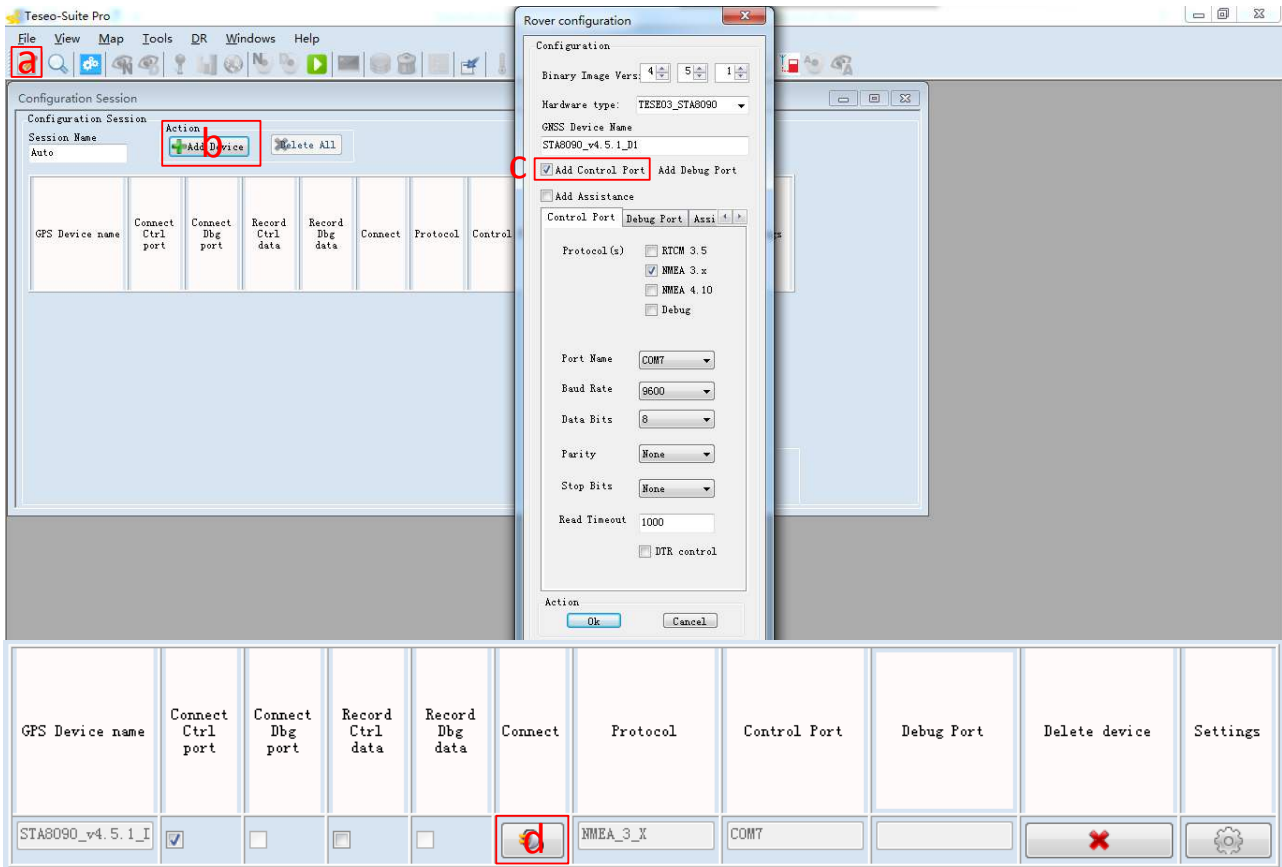 Teseo-Suite Pro
File View Map Tools DR Windows Help
a
Configuration Session
Configuration Session
Session Name
Auto
Action
Add Device
b
Delete All
GPS Device name
Connect Ctrl port
Connect Dbg port
Record Ctrl data
Record Dbg data
Connect
Protocol
Control
Rover configuration
Configuration
Binary Image Vers: 4 5 1
Hardware type: TESEO3_STA8090
GNSS Device Name
STA8090_v4.5.1_D1
C
Add Control Port Add Debug Port
Add Assistance
Control Port Debug Port Assi
Protocol(s) RTCM 3.5
NMEA 3.x
NMEA 4.10
Debug
Port Name COM7
Baud Rate 9600
Data Bits 8
Parity None
Stop Bits None
Read Timeout 1000
DTR control
Action
Ok Cancel
GPS Device name
Connect Ctrl port
Connect Dbg port
Record Ctrl data
Record Dbg data
Connect
Protocol
Control Port
Debug Port
Delete device
Settings
STA8090_v4.5.1_I
d
NMEA_3_X
COM7